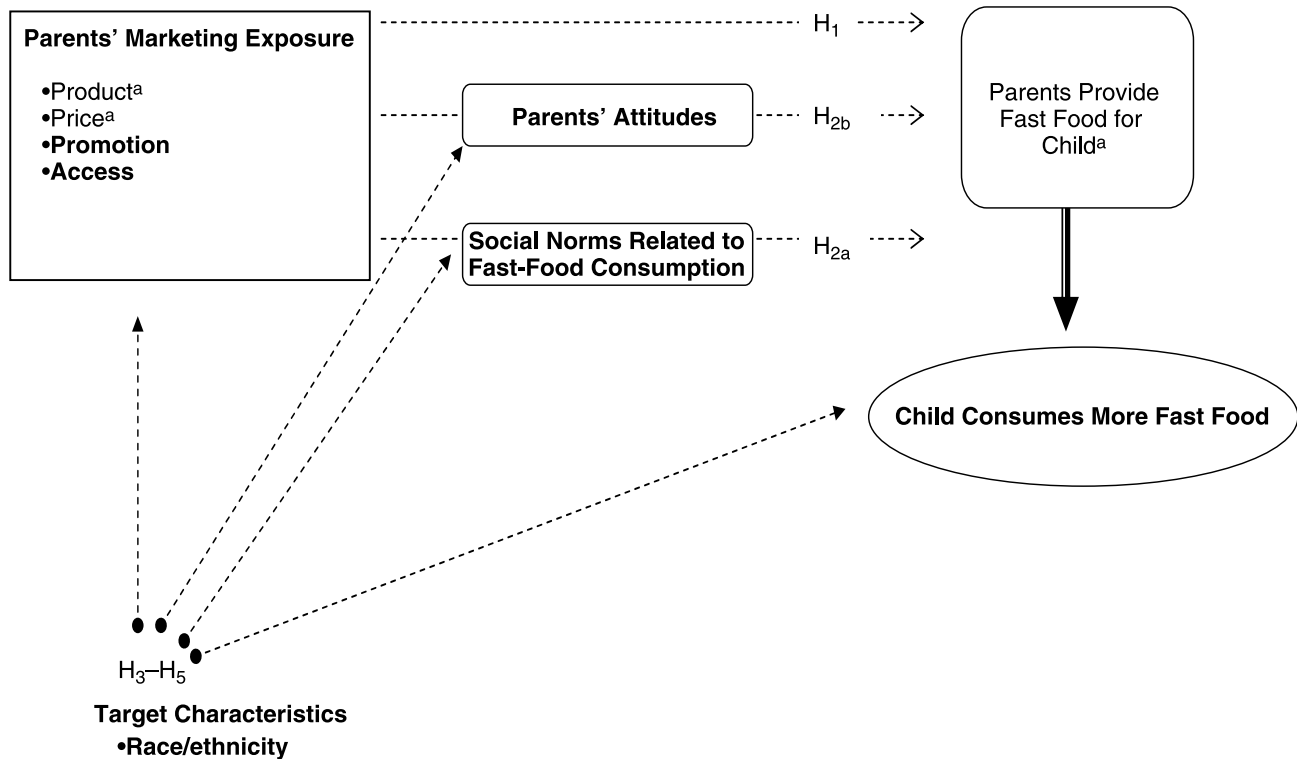 Parents’ Marketing Exposure
•Productᵃ
•Priceᵃ
•Promotion
•Access
H₁
Parents’ Attitudes
H₂b
Social Norms Related to
Fast-Food Consumption
H₂a
Parents Provide
Fast Food for
Childᵃ
Child Consumes More Fast Food
H₃–H₅
Target Characteristics
•Race/ethnicity